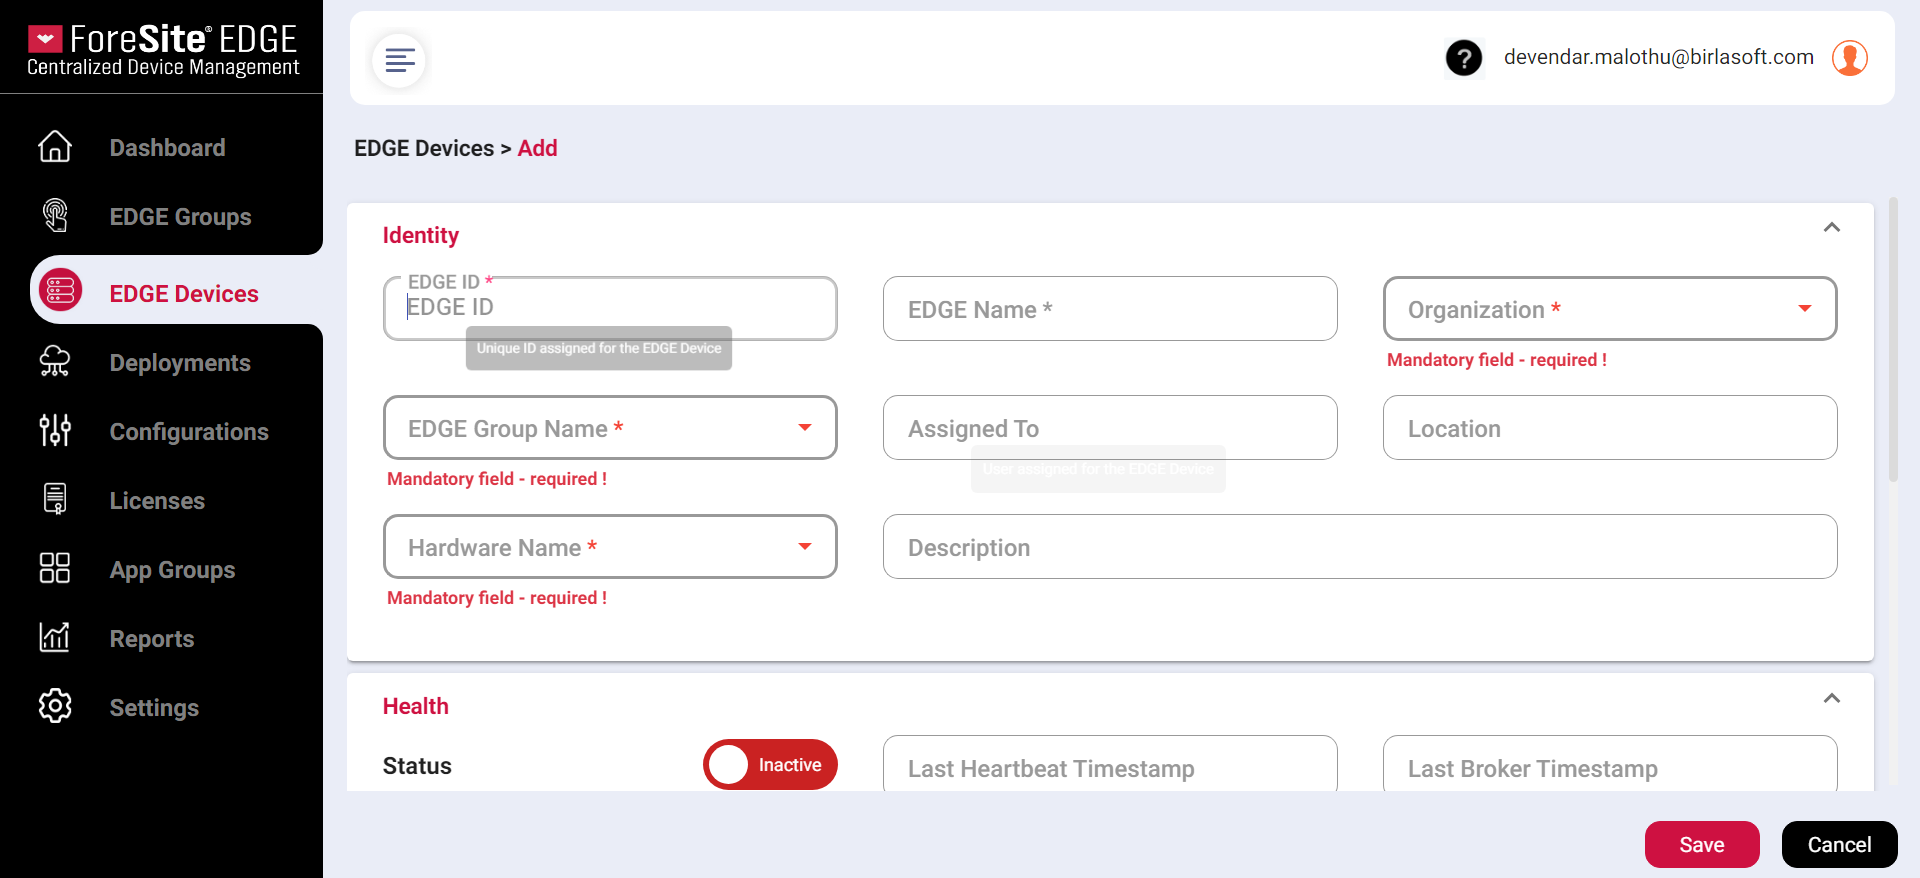 ForeSite® EDGE
Centralized Device Management
? devendar.malothu@birlasoft.com
Dashboard
EDGE Groups
EDGE Devices
Deployments
Configurations
Licenses
App Groups
Reports
Settings
EDGE Devices > Add
Identity
EDGE ID *
EDGE ID
Unique ID assigned for the EDGE Device
EDGE Name *
Organization *
Mandatory field - required !
EDGE Group Name *
Mandatory field - required !
Assigned To
User assigned for the EDGE Device
Location
Hardware Name *
Mandatory field - required !
Description
Health
Status
Inactive
Last Heartbeat Timestamp
Last Broker Timestamp
Save
Cancel